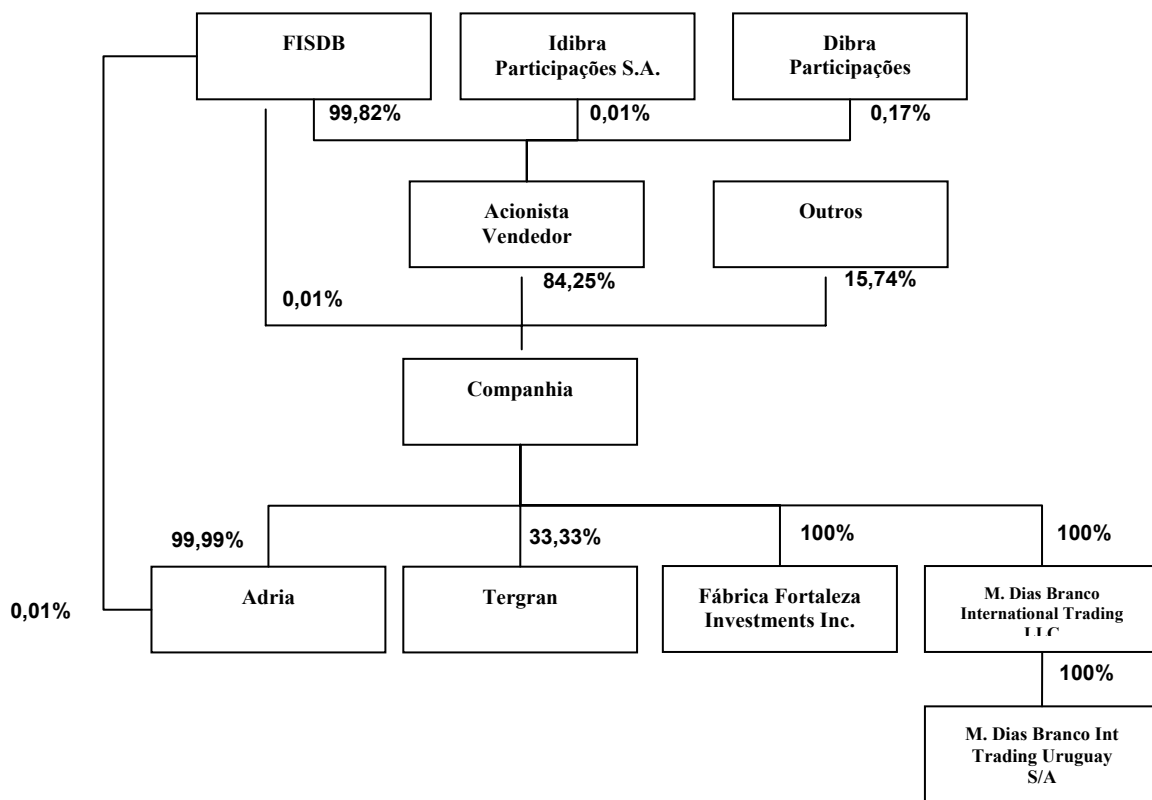 FISDB
Idibra
Participações S.A.
Dibra
Participações
99,82%
0,01%
0,17%
Acionista
Vendedor
Outros
84,25%
15,74%
0,01%
Companhia
99,99%
33,33%
100%
100%
0,01%
Adria
Tergran
Fábrica Fortaleza
Investments Inc.
M. Dias Branco
International Trading
LLC
100%
M. Dias Branco Int
Trading Uruguay
S/A